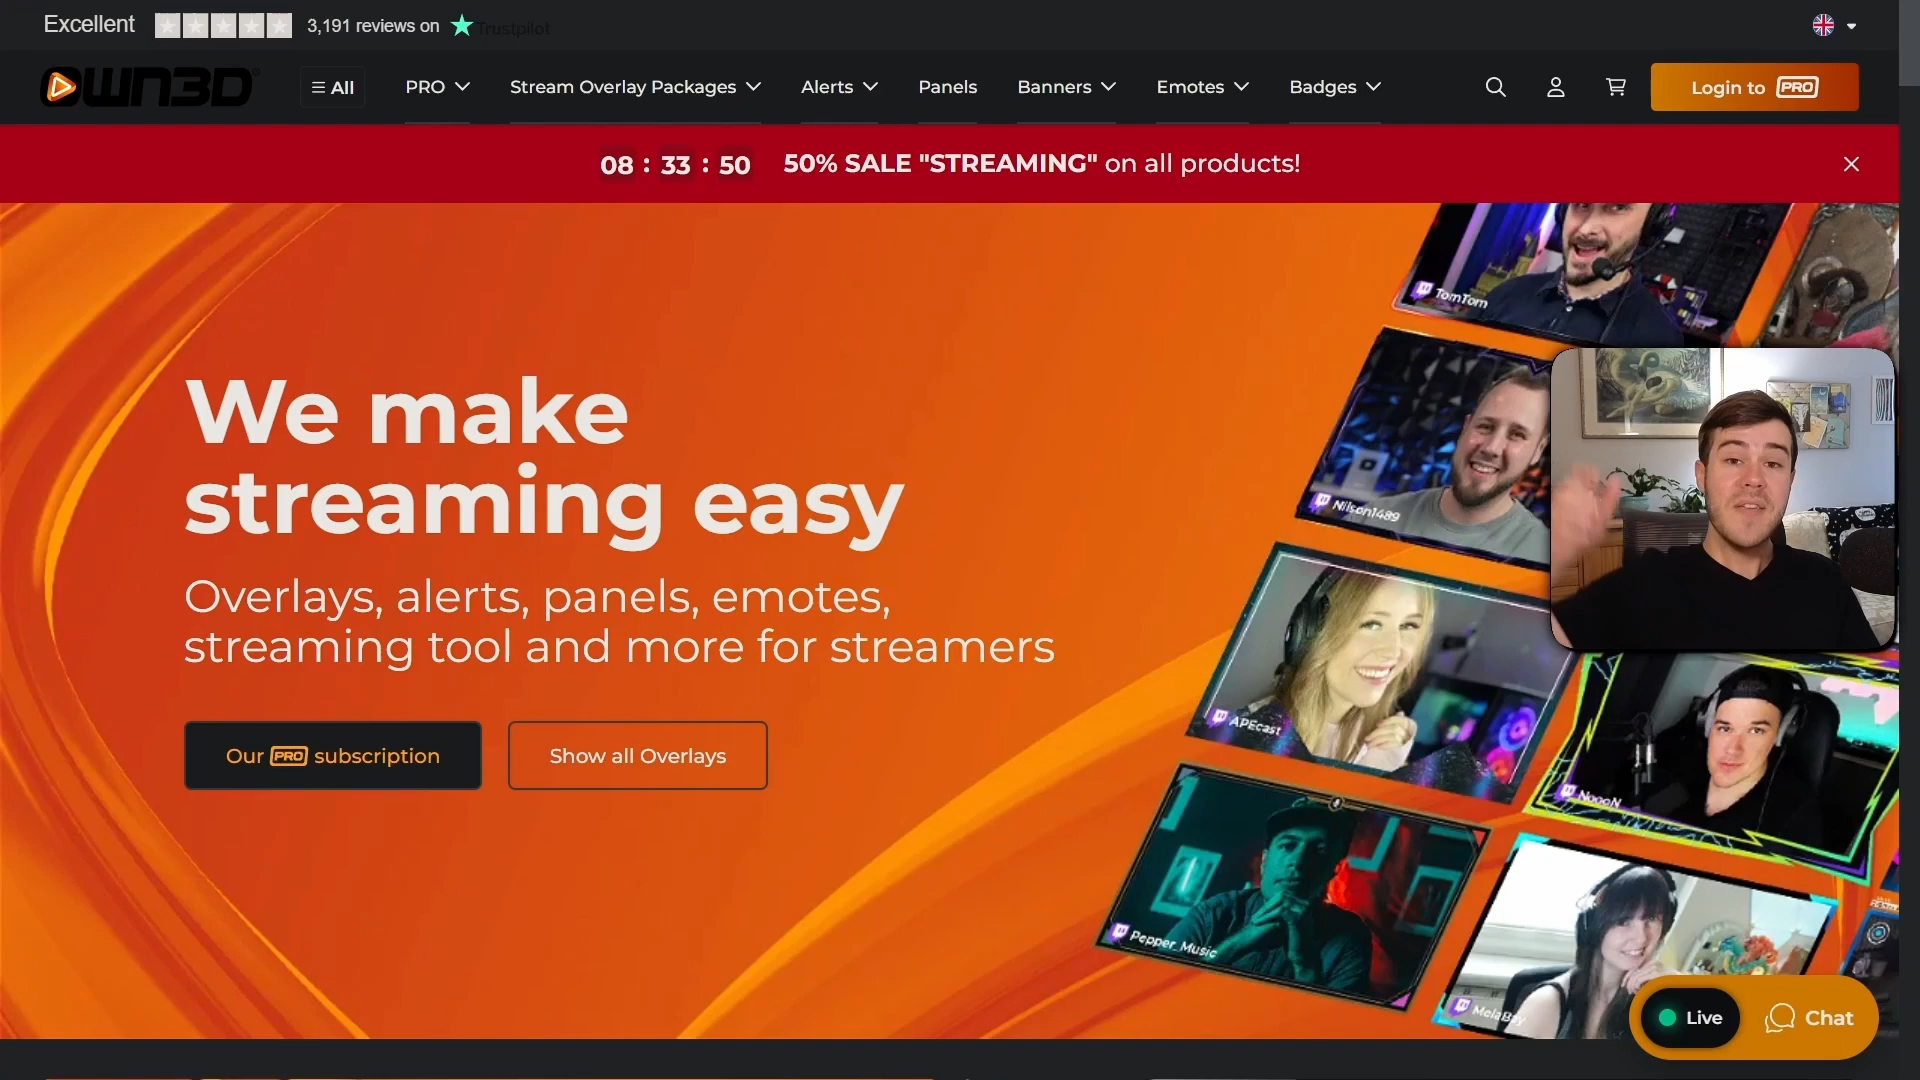 Excellent
3,191 reviews on Trustpilot
OWN3D
All
PRO
Stream Overlay Packages
Alerts
Panels
Banners
Emotes
Badges
Login to PRO
08 : 33 : 50
50% SALE "STREAMING" on all products!
We make
streaming easy
Overlays, alerts, panels, emotes,
streaming tool and more for streamers
Our PRO subscription
Show all Overlays
TomTom
Nilson1489
APEcast
NoooN
Pepper_Music
MelaBay
Live
Chat